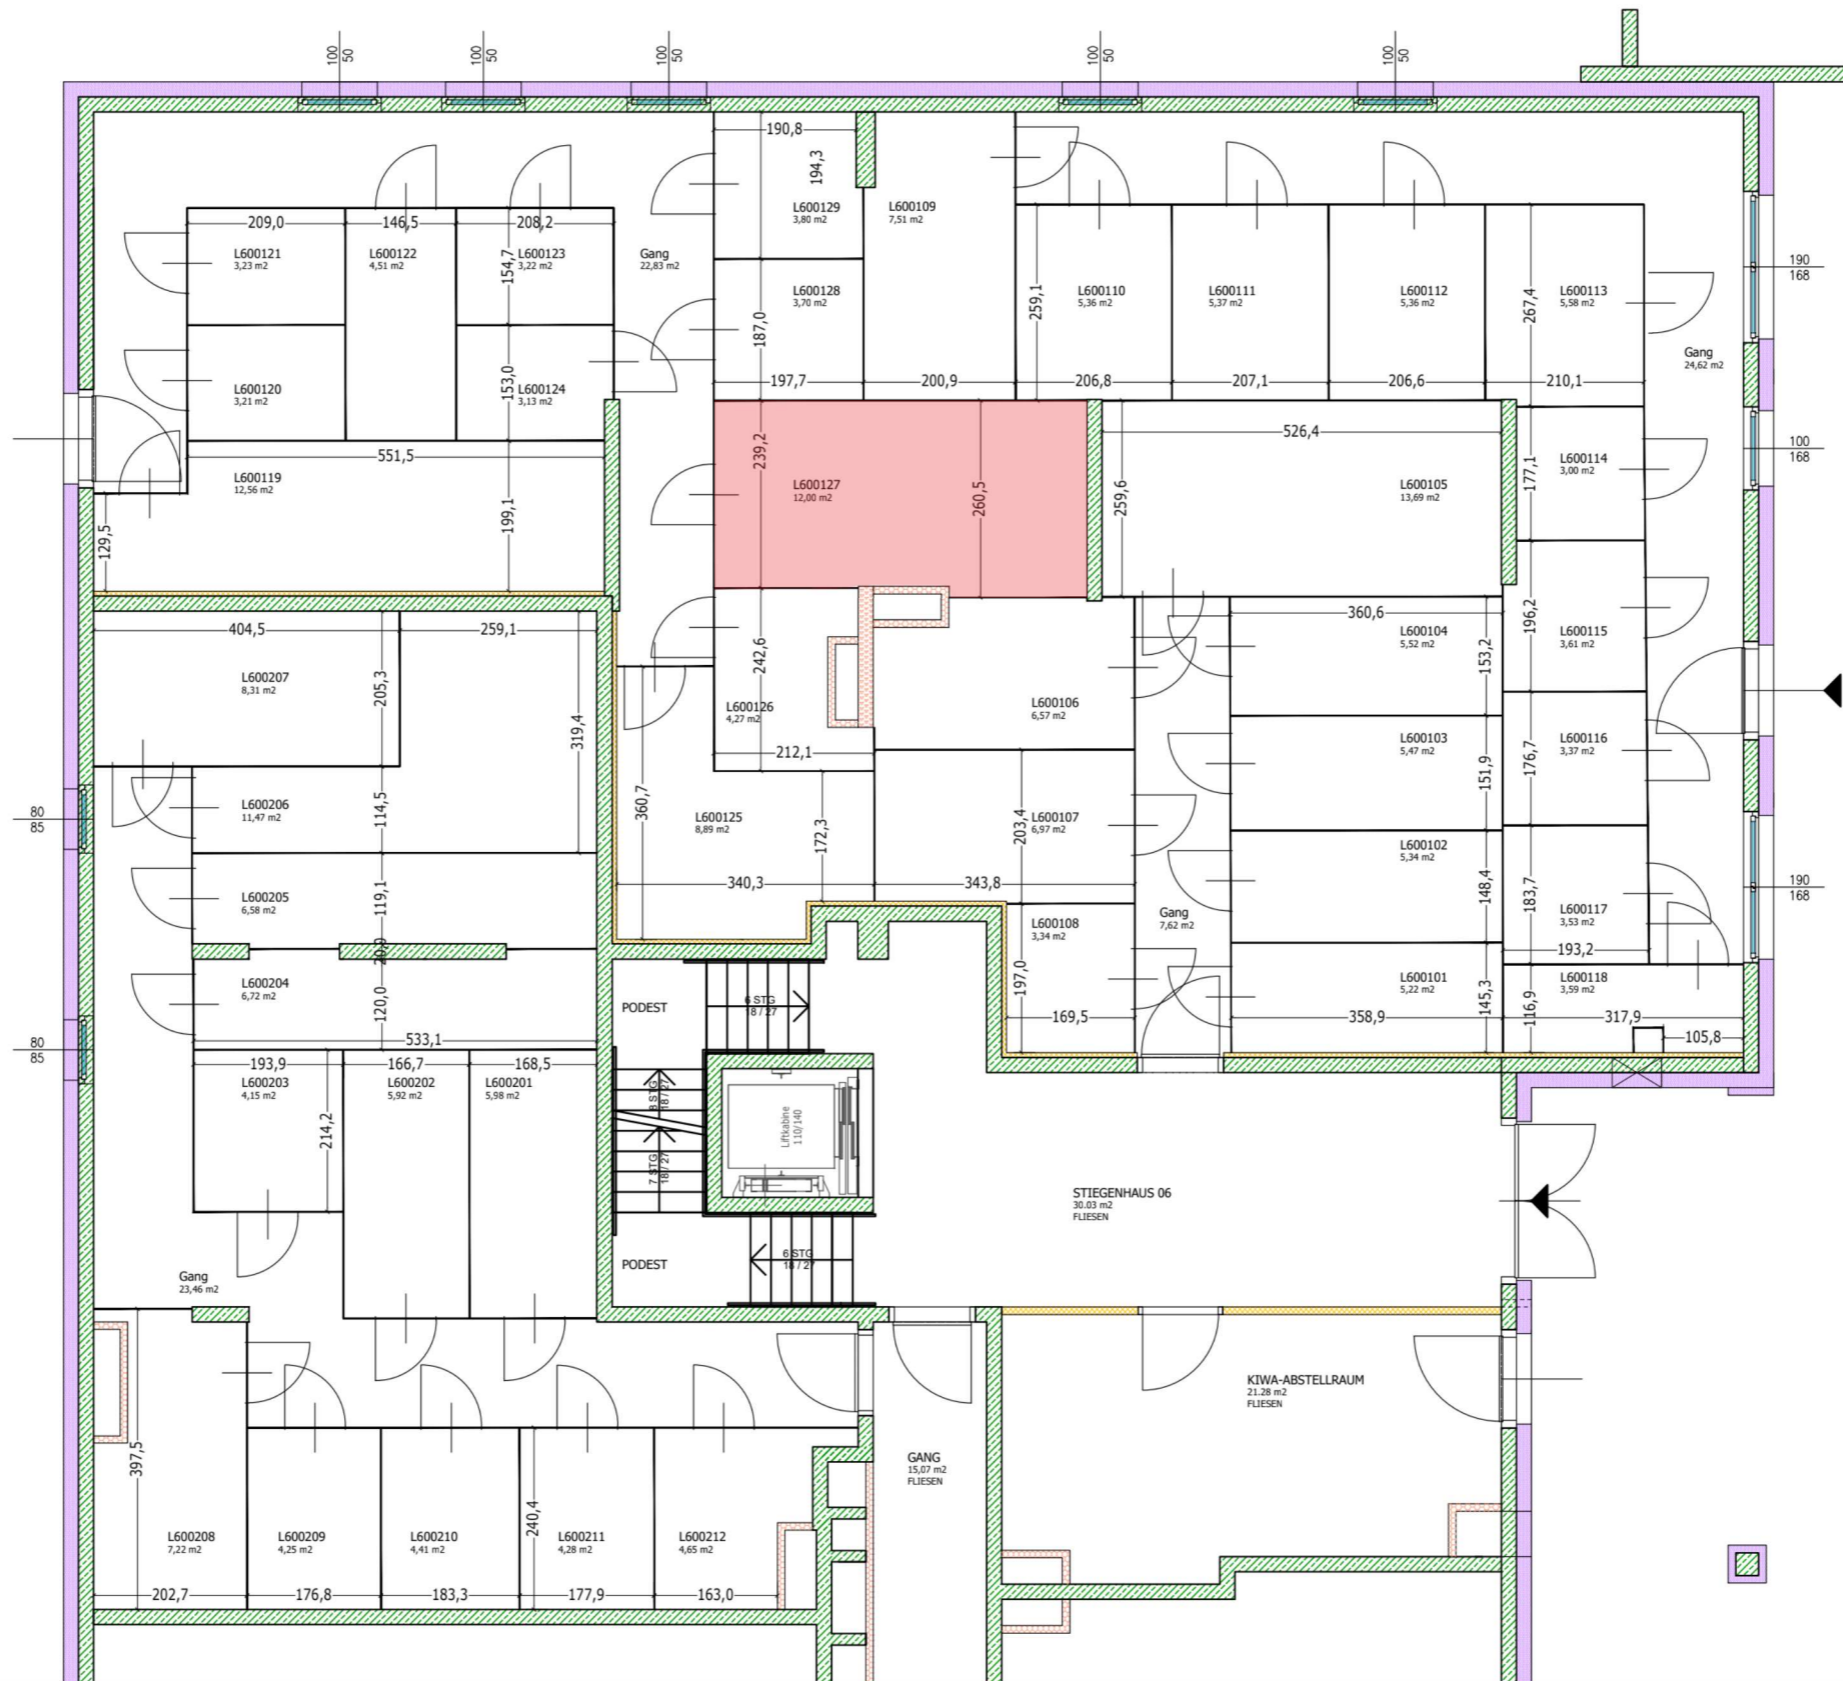 100
50
100
50
100
50
100
50
100
50
190,8
194,3
L600129
3,80 m2
L600109
7,51 m2
209,0
146,5
208,2
L600121
3,23 m2
L600122
4,51 m2
154,7
L600123
3,22 m2
Gang
22,83 m2
L600128
3,70 m2
187,0
259,1
L600110
5,36 m2
L600111
5,37 m2
L600112
5,36 m2
267,4
L600113
5,58 m2
190
168
Gang
24,62 m2
L600120
3,21 m2
153,0
L600124
3,13 m2
197,7
200,9
206,8
207,1
206,6
210,1
551,5
239,2
526,4
100
168
L600119
12,56 m2
199,1
129,5
L600127
12,00 m2
260,5
259,6
L600105
13,69 m2
177,1
L600114
3,00 m2
404,5
259,1
360,6
L600104
5,52 m2
153,2
196,2
L600115
3,61 m2
L600207
8,31 m2
205,3
319,4
242,6
L600126
4,27 m2
L600106
6,57 m2
212,1
L600103
5,47 m2
151,9
176,7
L600116
3,37 m2
80
85
L600206
11,47 m2
114,5
360,7
L600125
8,89 m2
172,3
203,4
L600107
6,97 m2
L600102
5,34 m2
148,4
340,3
343,8
L600205
6,58 m2
119,1
20,0
L600108
3,34 m2
Gang
7,62 m2
183,7
L600117
3,53 m2
190
168
193,2
L600204
6,72 m2
120,0
533,1
PODEST
6 STG
18 / 27
197,0
169,5
L600101
5,22 m2
145,3
358,9
116,9
L600118
3,59 m2
317,9
105,8
80
85
193,9
166,7
168,5
L600203
4,15 m2
L600202
5,92 m2
L600201
5,98 m2
214,2
8 STG
18 / 27
7 STG
18 / 27
Liftkabine
110/140
STIEGENHAUS 06
30.03 m2
FLIESEN
PODEST
6 STG
18 / 27
Gang
23,46 m2
KIWA-ABSTELLRAUM
21.28 m2
FLIESEN
397,5
GANG
15,07 m2
FLIESEN
L600208
7,22 m2
L600209
4,25 m2
L600210
4,41 m2
240,4
L600211
4,28 m2
L600212
4,65 m2
202,7
176,8
183,3
177,9
163,0